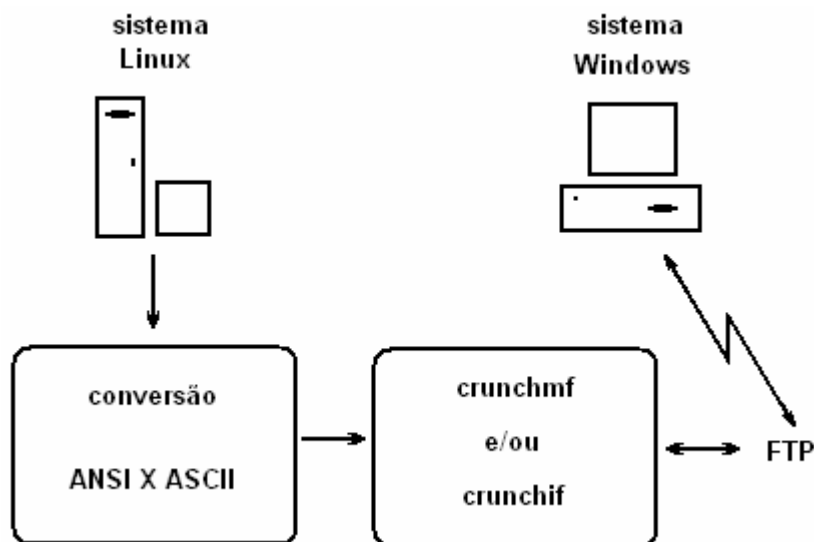 sistema
Linux
sistema
Windows
conversão
ANSI X ASCII
crunchmf
e/ou
crunchif
FTP